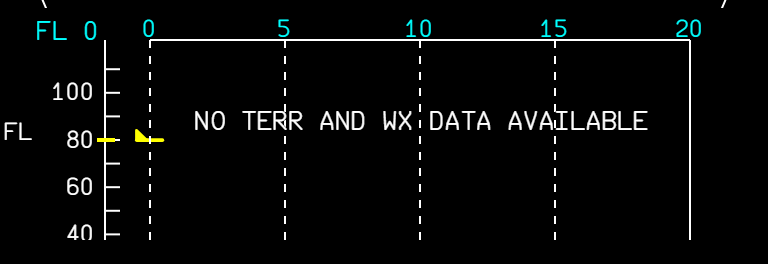 FL 0 0 5 10 15 20
100
NO TERR AND WX DATA AVAILABLE
FL 80
60
40